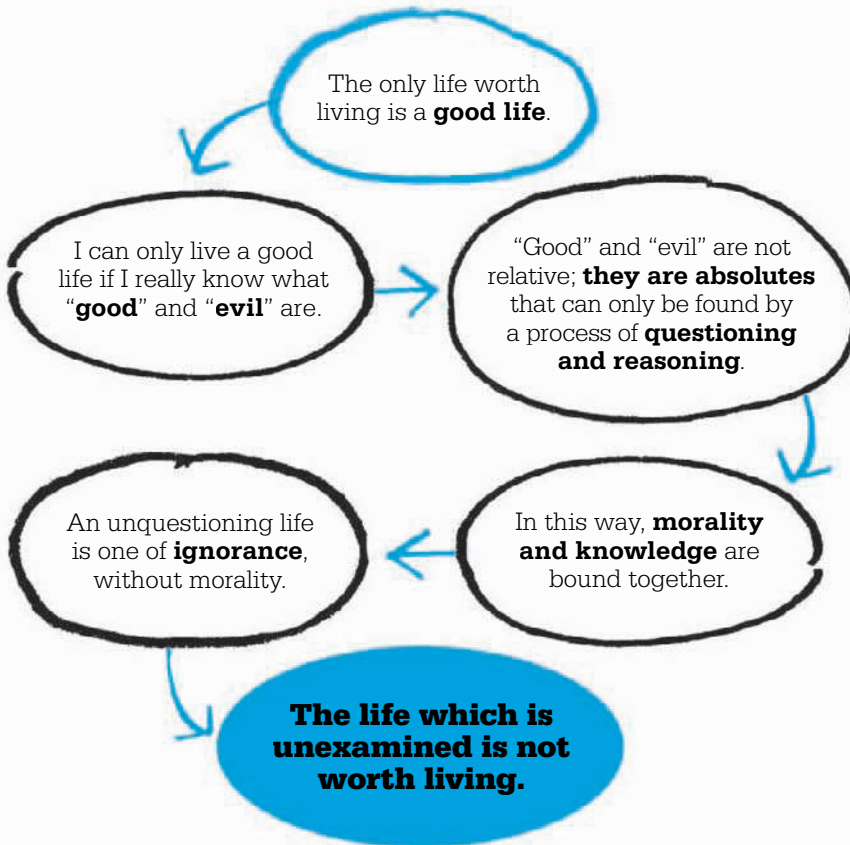 The only life worth
living is a good life.
I can only live a good
life if I really know what
“good” and “evil” are.
“Good” and “evil” are not
relative; they are absolutes
that can only be found by
a process of questioning
and reasoning.
In this way, morality
and knowledge are
bound together.
An unquestioning life
is one of ignorance,
without morality.
The life which is
unexamined is not
worth living.